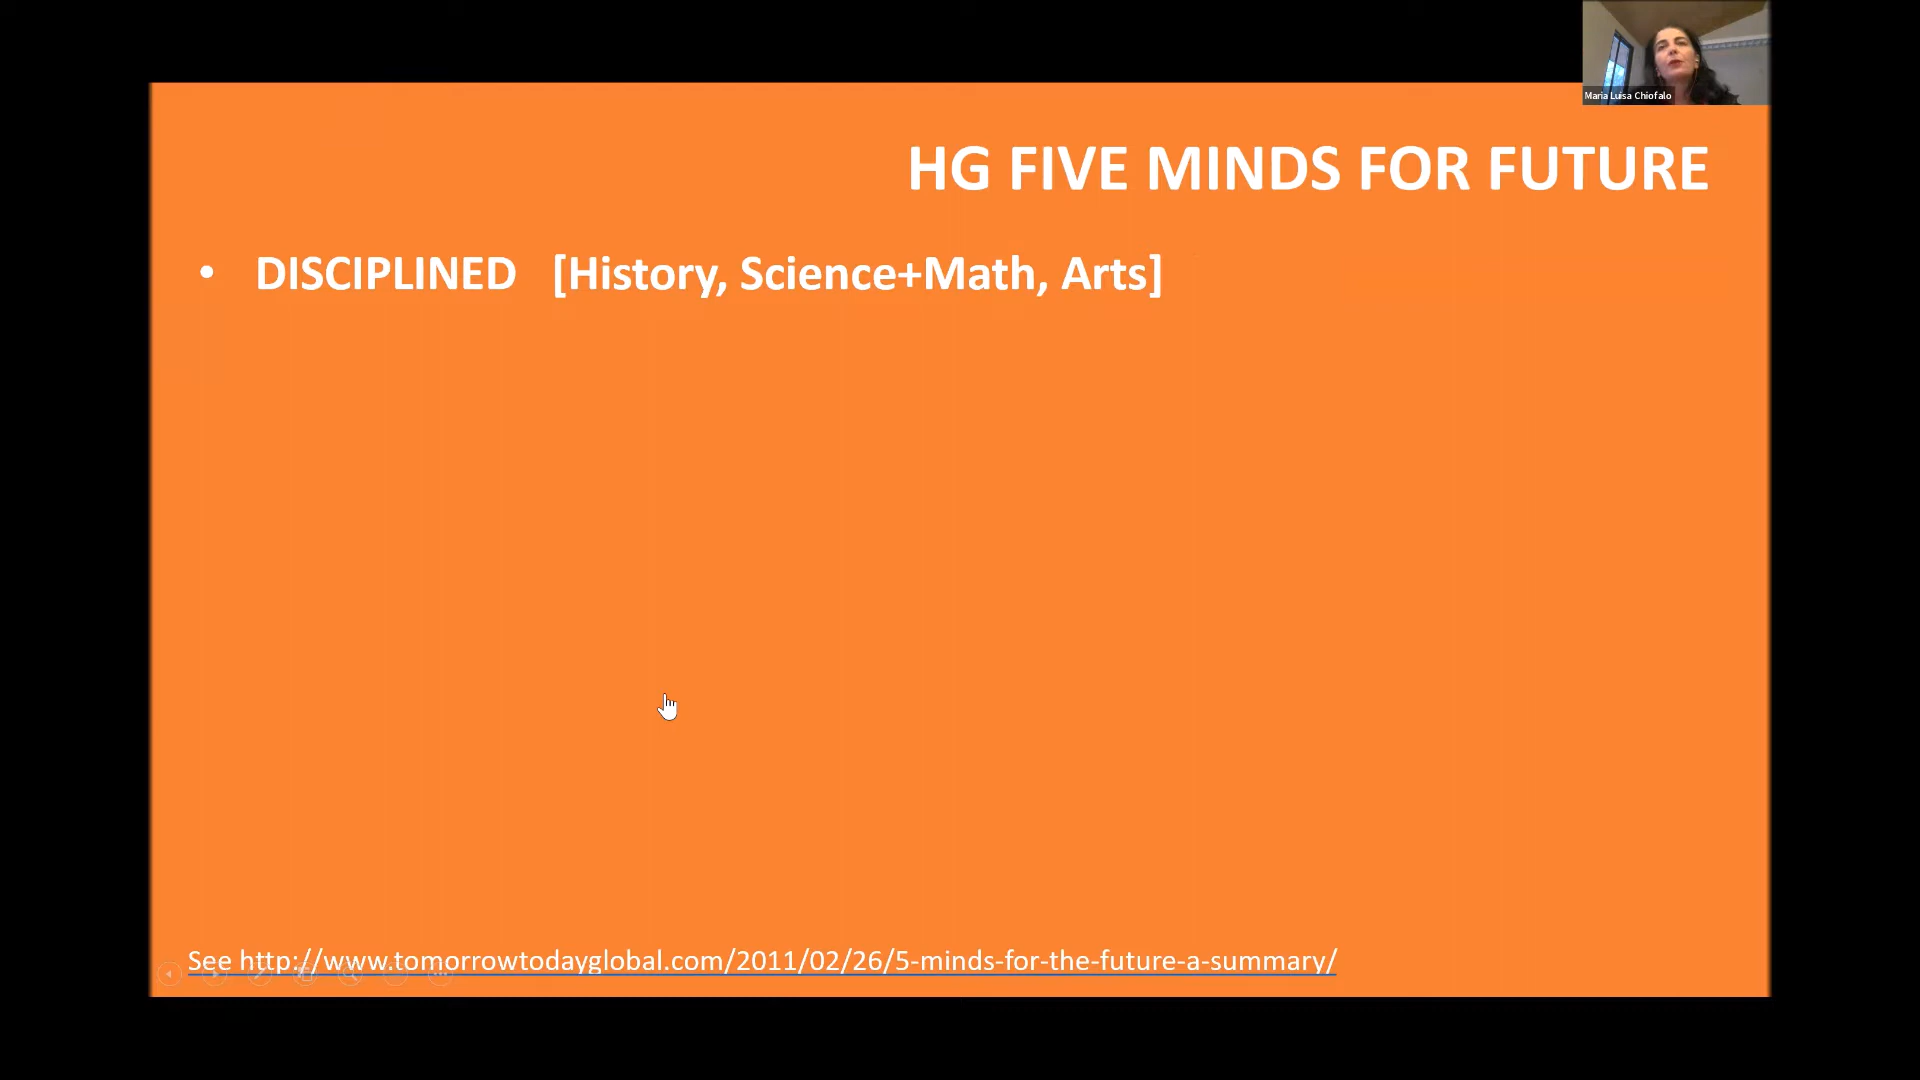 Maria Luisa Chiofalo
HG FIVE MINDS FOR FUTURE
• DISCIPLINED [History, Science+Math, Arts]
See http://www.tomorrowtodayglobal.com/2011/02/26/5-minds-for-the-future-a-summary/